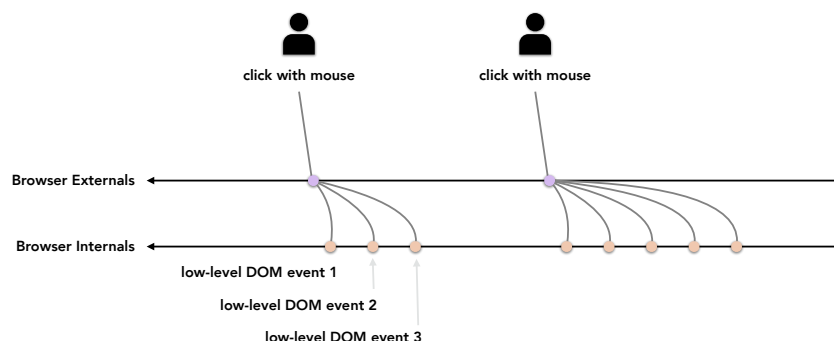 click with mouse
click with mouse
Browser Externals
Browser Internals
low-level DOM event 1
low-level DOM event 2
low-level DOM event 3